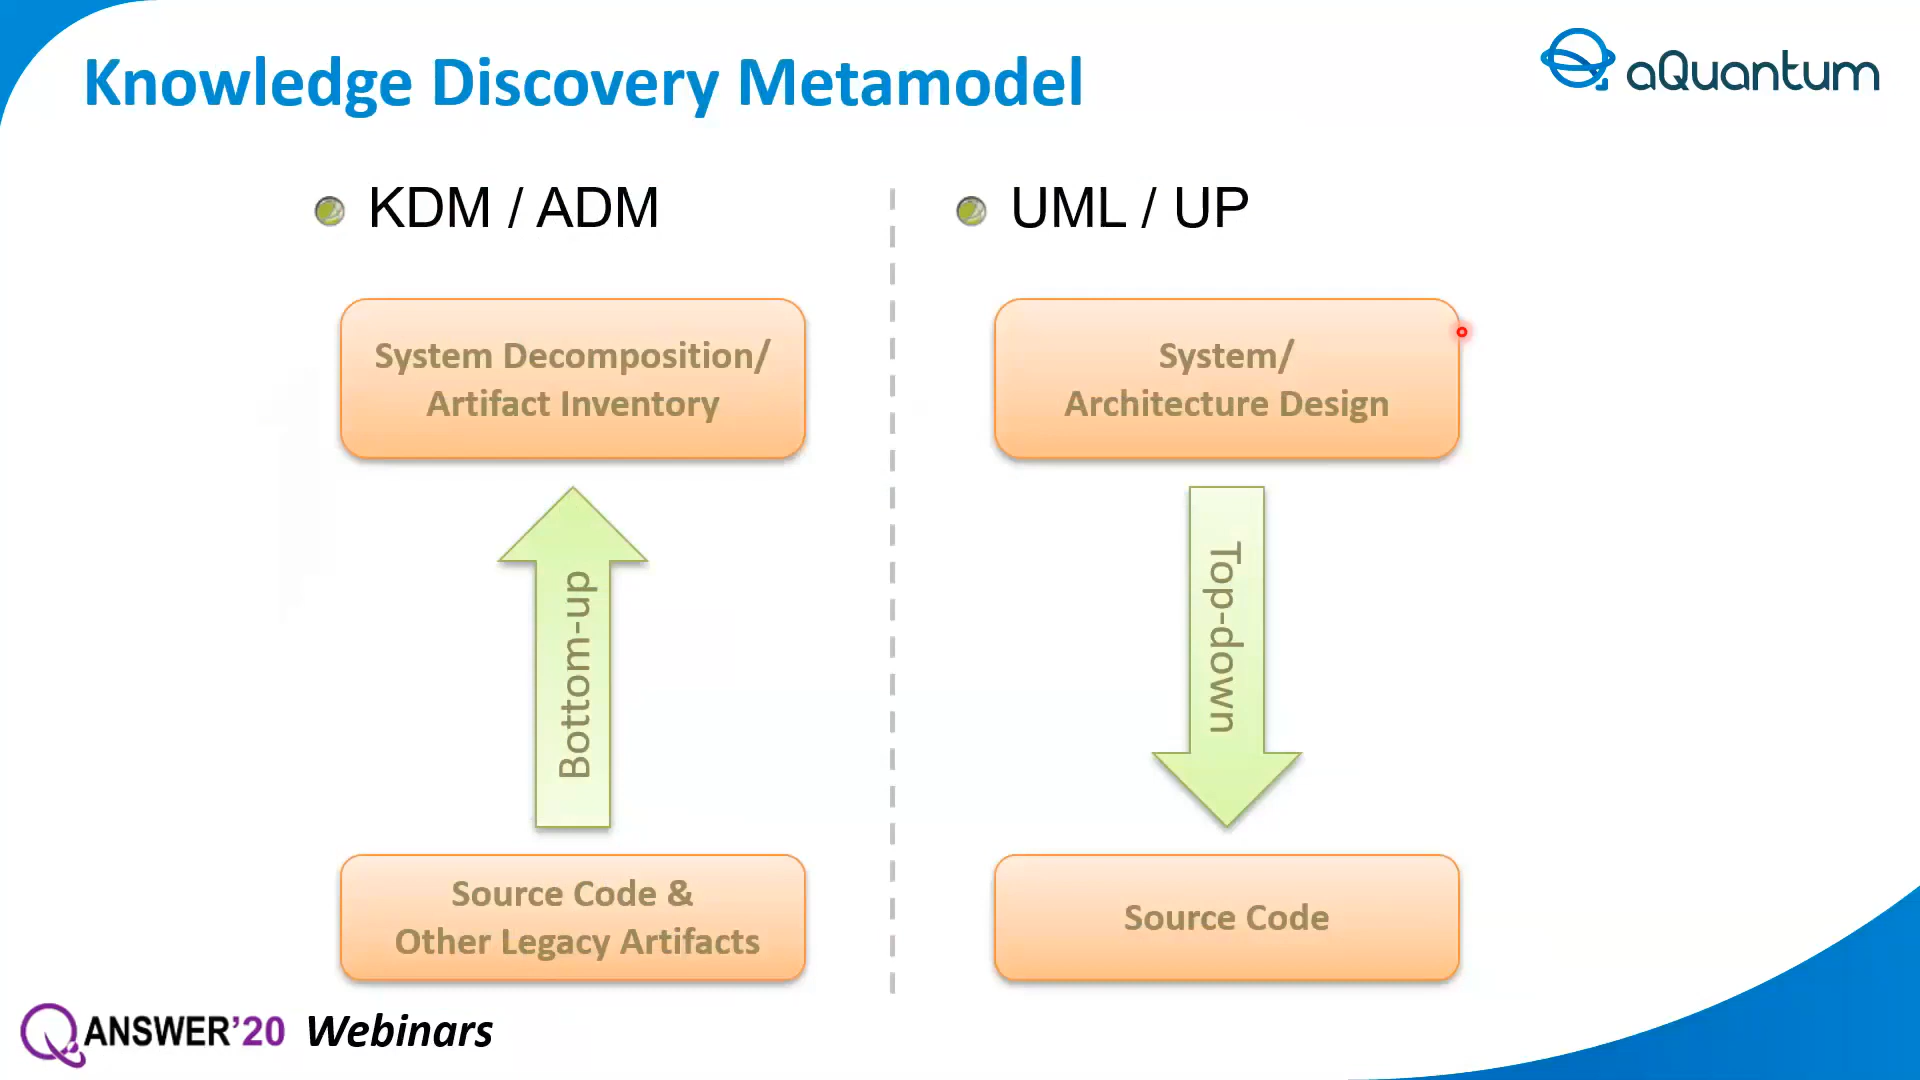 Knowledge Discovery Metamodel
aQuantum
KDM / ADM
System Decomposition/
Artifact Inventory
Bottom-up
Source Code &
Other Legacy Artifacts
UML / UP
System/
Architecture Design
Top-down
Source Code
QANSWER’20 Webinars